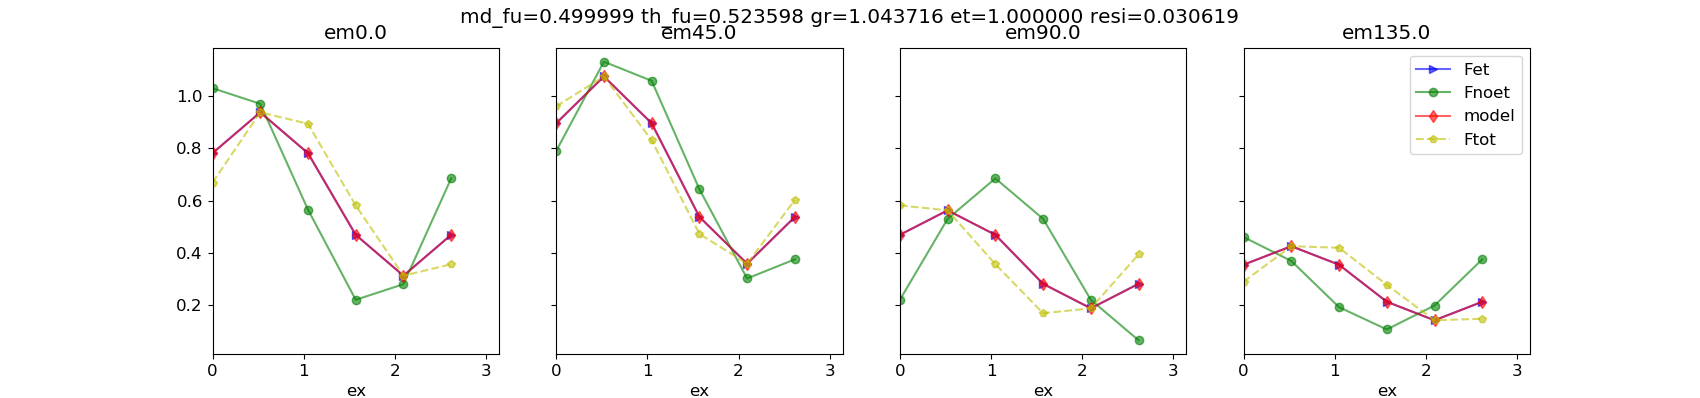 md_fu=0.499999 th_fu=0.523598 gr=1.043716 et=1.000000 resi=0.030619
em0.0 em45.0 em90.0 em135.0
1.0
0.8
0.6
0.4
0.2
Fet
Fnoet
model
Ftot
0 1 2 3 0 1 2 3 0 1 2 3 0 1 2 3
ex ex ex ex